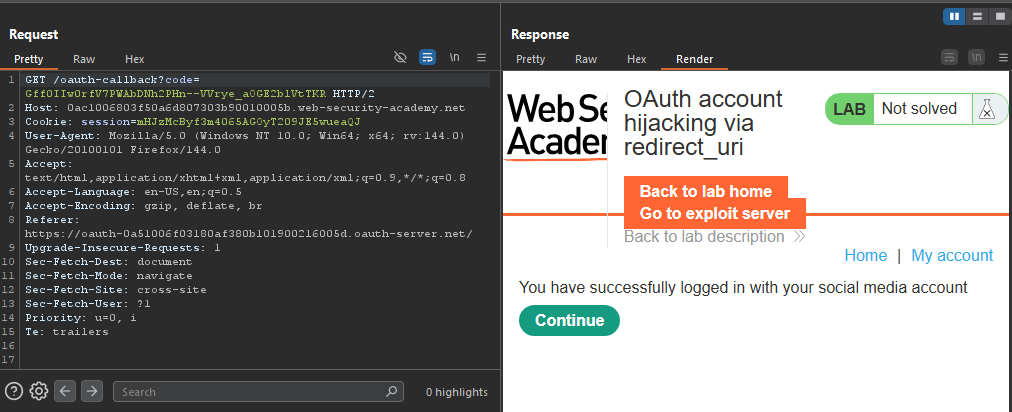 Request
Pretty Raw Hex
\n
1 GET /oauth-callback?code=
GffOIIwOrfV7PWAbDNh2PHn--VVrye_a0GE2blVtTKR HTTP/2
2 Host: 0ac1006803f50a6d807303b90010005b.web-security-academy.net
3 Cookie: session=mHJzMcByf3m4065AG0yT209JE5wueaQJ
4 User-Agent: Mozilla/5.0 (Windows NT 10.0; Win64; x64; rv:144.0)
Gecko/20100101 Firefox/144.0
5 Accept:
text/html,application/xhtml+xml,application/xml;q=0.9,*/*;q=0.8
6 Accept-Language: en-US,en;q=0.5
7 Accept-Encoding: gzip, deflate, br
8 Referer:
https://oauth-0a51006f03180af380b101900216005d.oauth-server.net/
9 Upgrade-Insecure-Requests: 1
10 Sec-Fetch-Dest: document
11 Sec-Fetch-Mode: navigate
12 Sec-Fetch-Site: cross-site
13 Sec-Fetch-User: ?1
14 Priority: u=0, i
15 Te: trailers
16
17
Search
0 highlights
Response
Pretty Raw Hex Render
\n
Web Se
Academ
OAuth account
hijacking via
redirect_uri
LAB Not solved
Back to lab home
Go to exploit server
Back to lab description
Home | My account
You have successfully logged in with your social media account
Continue